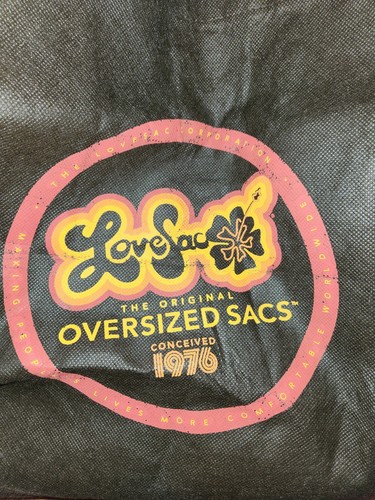 THE LOVESAC CORPORATION •
LoveSac
THE ORIGINAL
OVERSIZED SACS™
CONCEIVED
1976
MAKING PEOPLE'S LIVES MORE COMFORTABLE WORLDWIDE